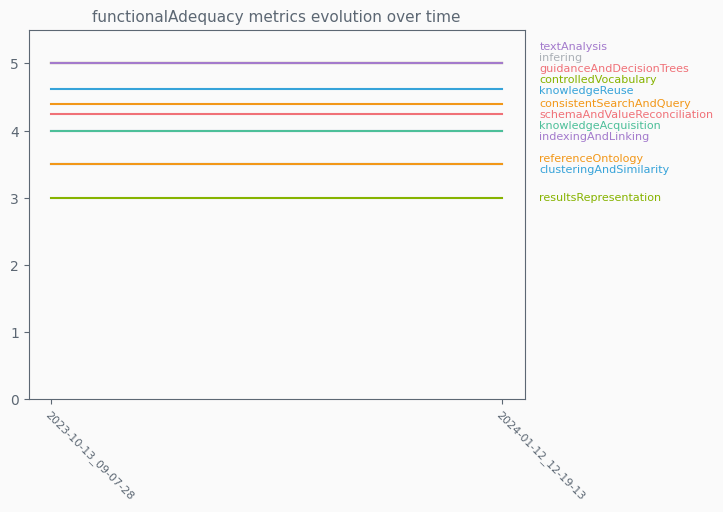 functionalAdequacy metrics evolution over time
5
4
3
2
1
0
2023-10-13_09-07-28
2024-01-12_12-19-13
textAnalysis
infering
guidanceAndDecisionTrees
controlledVocabulary
knowledgeReuse
consistentSearchAndQuery
schemaAndValueReconciliation
knowledgeAcquisition
indexingAndLinking
referenceOntology
clusteringAndSimilarity
resultsRepresentation